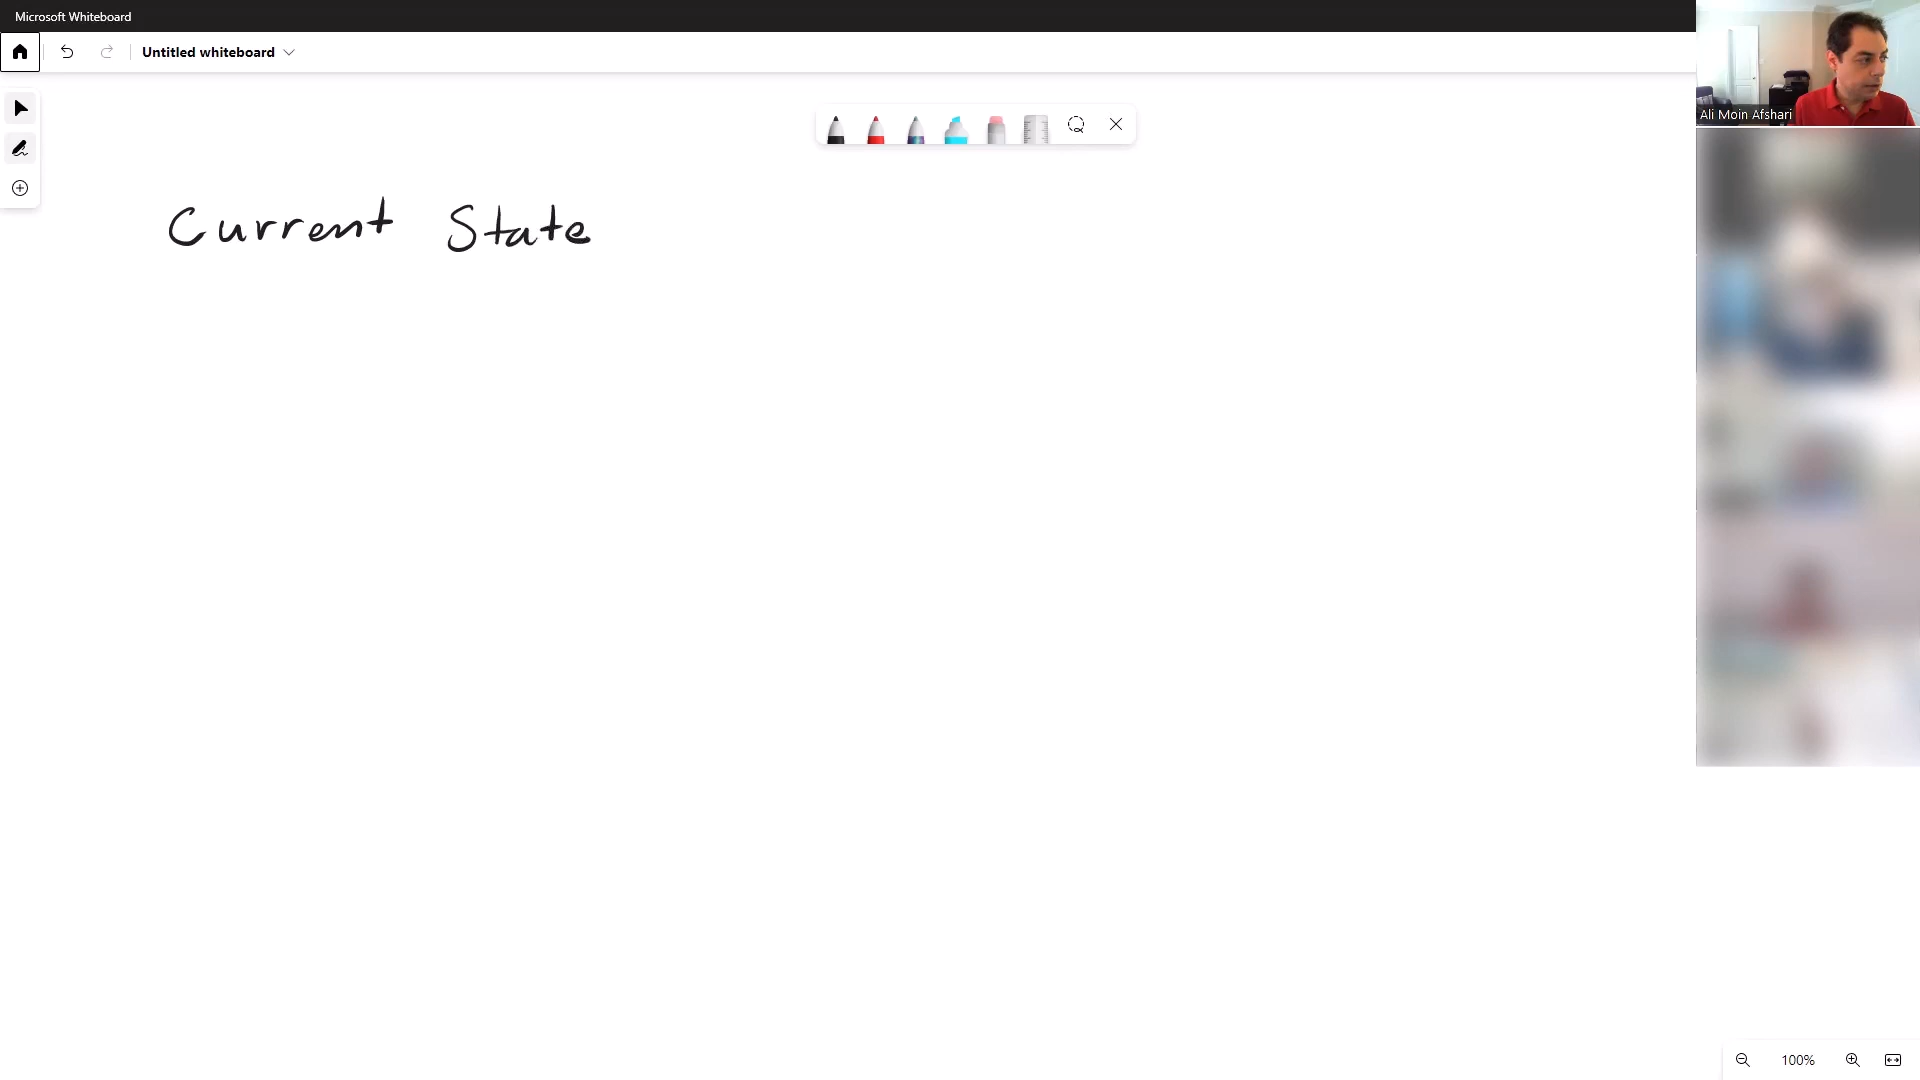 Microsoft Whiteboard
Untitled whiteboard
Ali Moin Afshari
Current State
100%